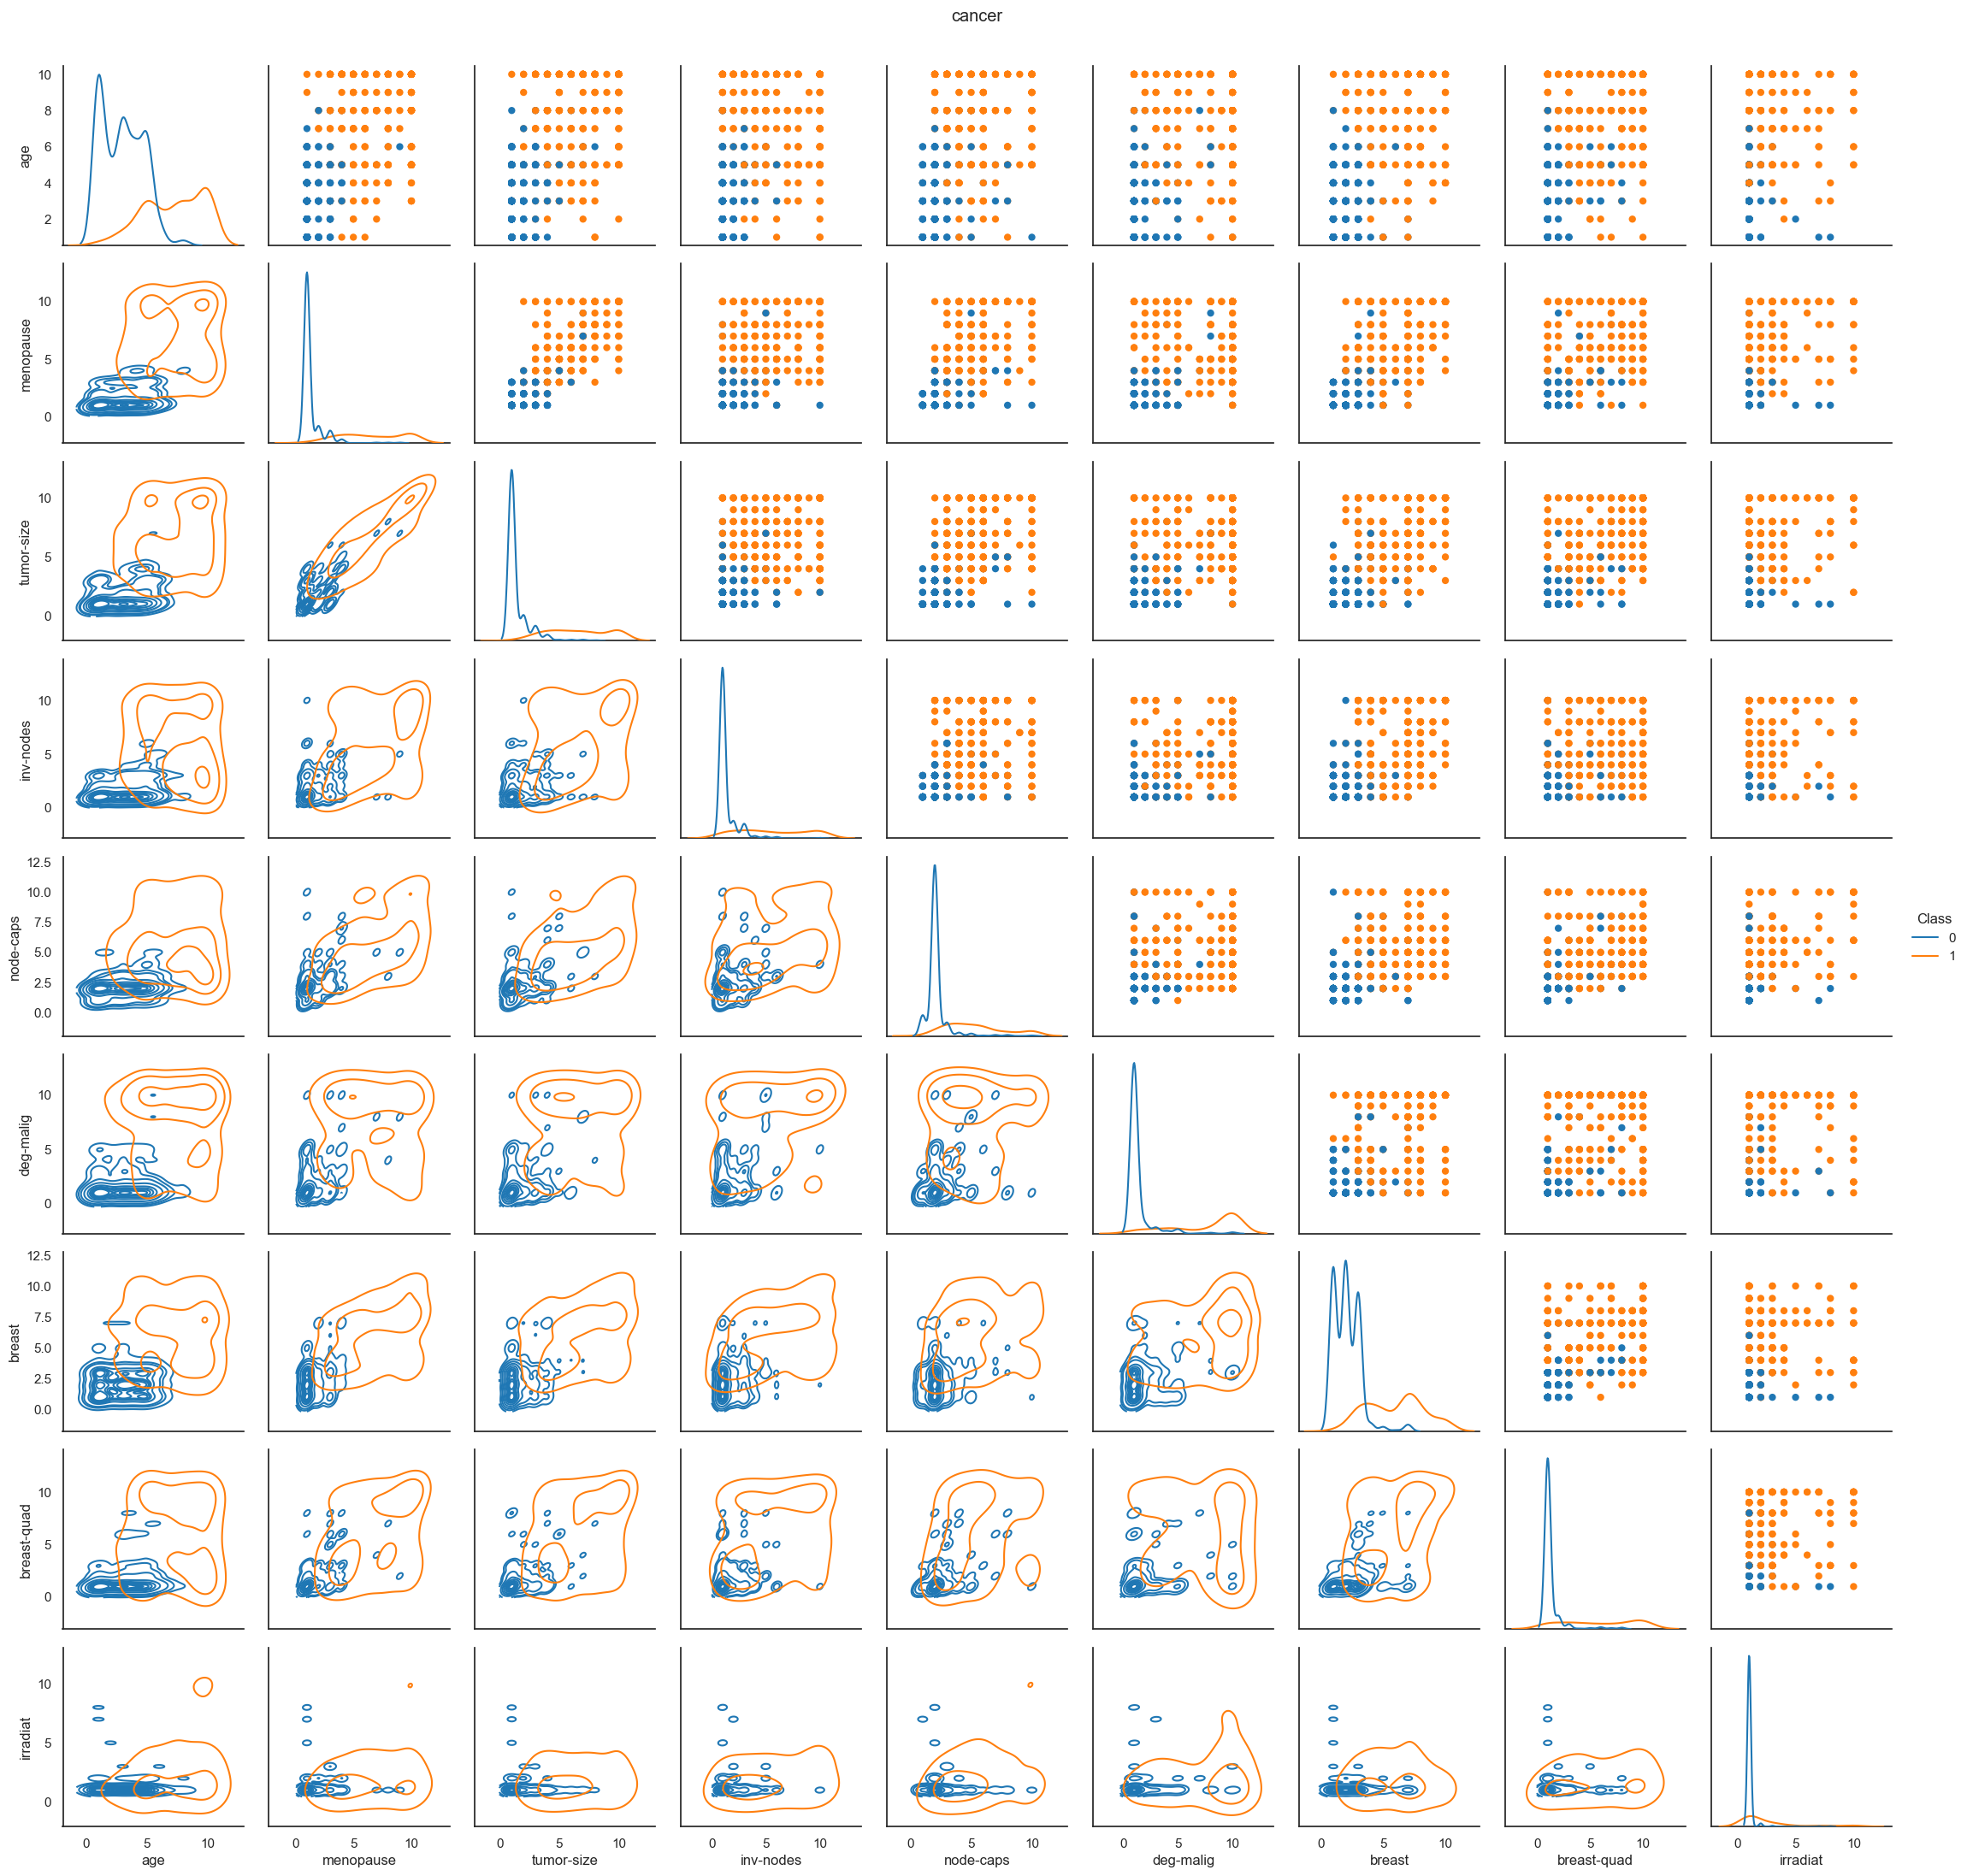 cancer
10
8
6
4
2
age
10
5
0
menopause
10
5
0
tumor-size
10
5
0
inv-nodes
12.5
10.0
7.5
5.0
2.5
0.0
node-caps
Class
0
1
10
5
0
deg-malig
12.5
10.0
7.5
5.0
2.5
0.0
breast
10
5
0
breast-quad
10
5
0
irradiat
0 5 10 0 5 10 0 5 10 0 5 10 0 5 10 0 5 10 0 5 10 0 5 10 0 5 10
age menopause tumor-size inv-nodes node-caps deg-malig breast breast-quad irradiat